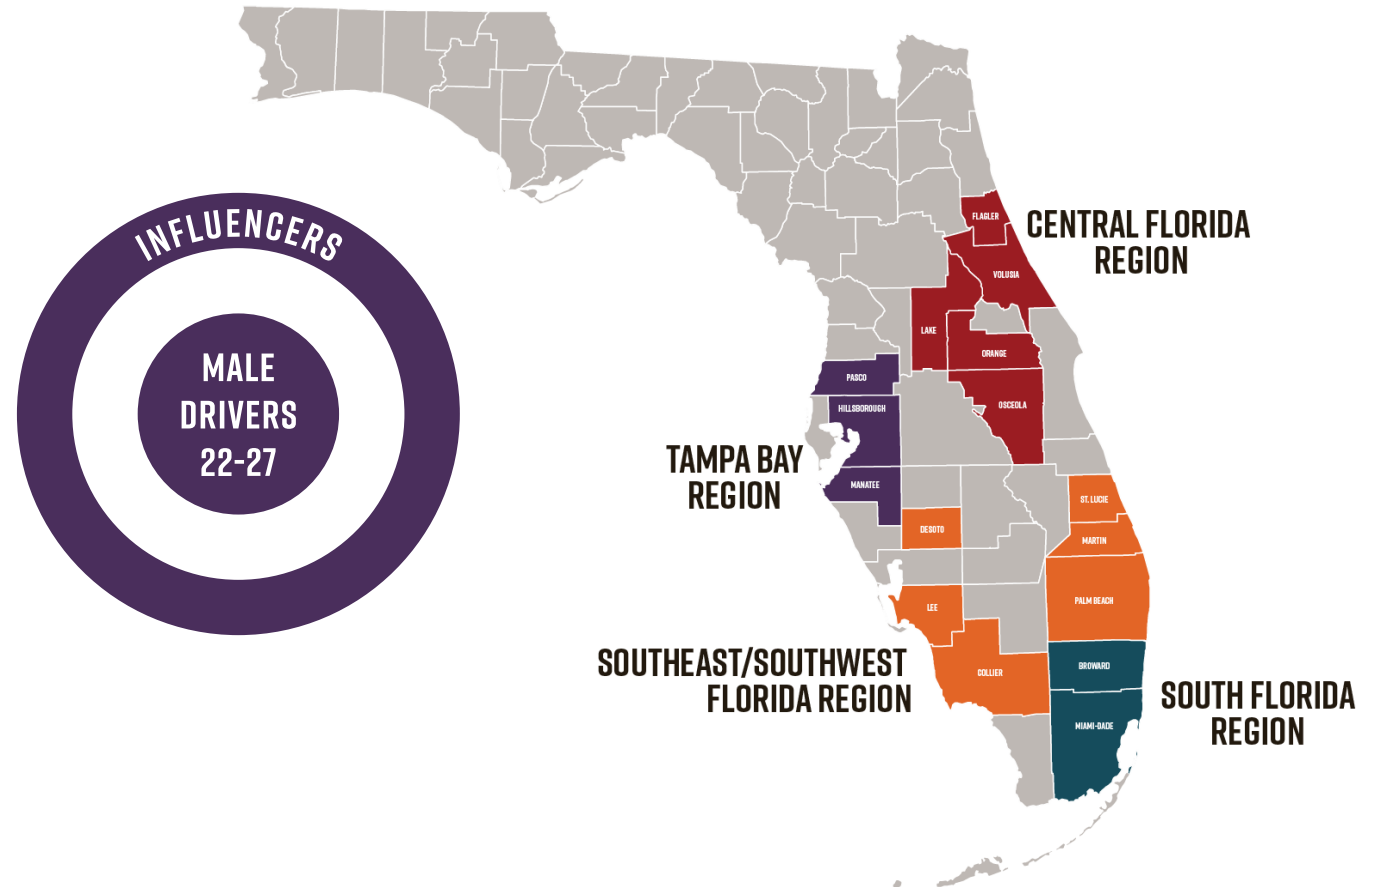 INFLUENCERS
MALE
DRIVERS
22-27
CENTRAL FLORIDA
REGION
FLAGLER
VOLUSIA
LAKE
ORANGE
OSCEOLA
TAMPA BAY
REGION
PASCO
HILLSBOROUGH
MANATEE
SOUTHEAST/SOUTHWEST
FLORIDA REGION
DESOTO
LEE
COLLIER
ST. LUCIE
MARTIN
PALM BEACH
SOUTH FLORIDA
REGION
BROWARD
MIAMI-DADE